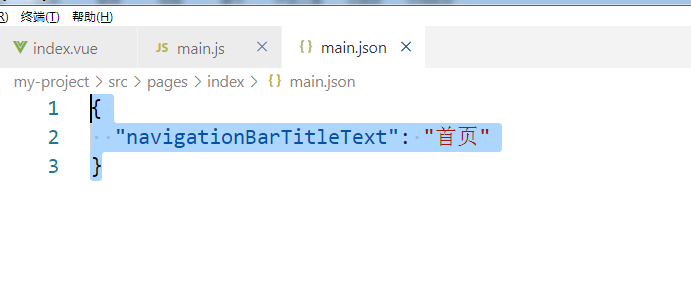 R) 终端(T) 帮助(H)
index.vue JS main.js × { } main.json ×
my-project > src > pages > index > { } main.json
1 {
2 "navigationBarTitleText": "首页"
3 }